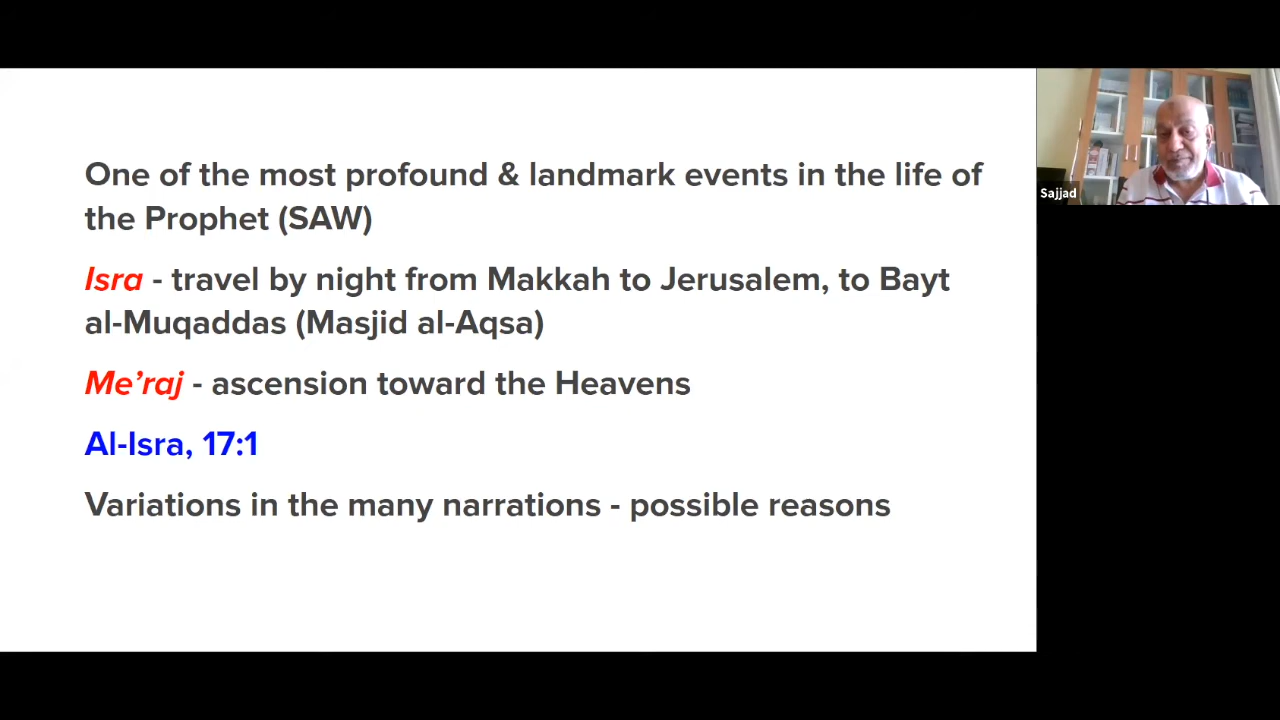 One of the most profound & landmark events in the life of
the Prophet (SAW)
Isra - travel by night from Makkah to Jerusalem, to Bayt
al-Muqaddas (Masjid al-Aqsa)
Me’raj - ascension toward the Heavens
Al-Isra, 17:1
Variations in the many narrations - possible reasons
Sajjad